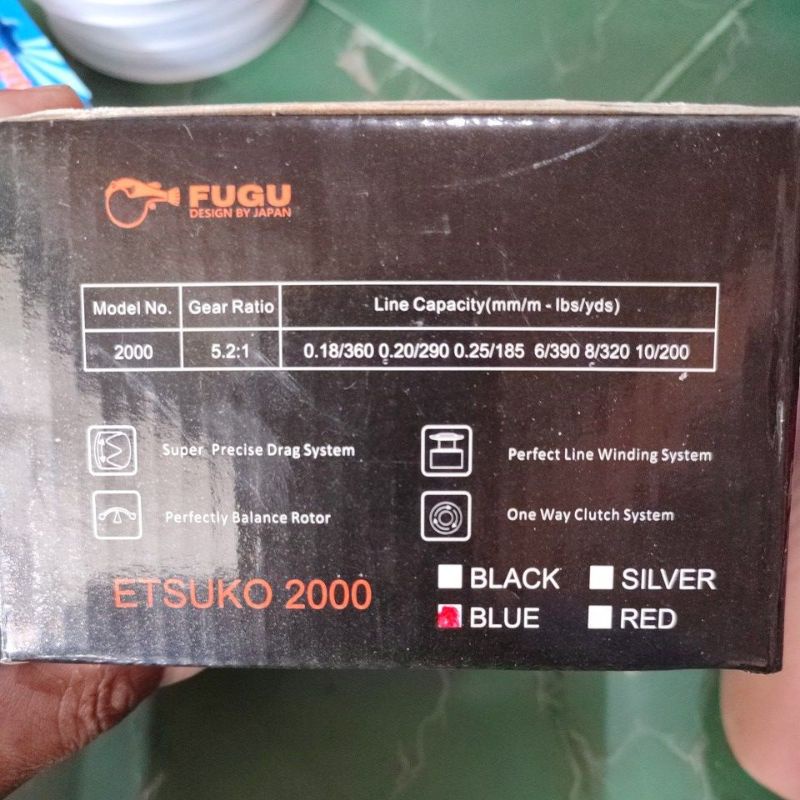 FUGU
DESIGN BY JAPAN
Model No. Gear Ratio Line Capacity(mm/m - lbs/yds)
2000 5.2:1 0.18/360 0.20/290 0.25/185 6/390 8/320 10/200
Super Precise Drag System
Perfect Line Winding System
Perfectly Balance Rotor
One Way Clutch System
ETSUKO 2000
BLACK SILVER
BLUE RED